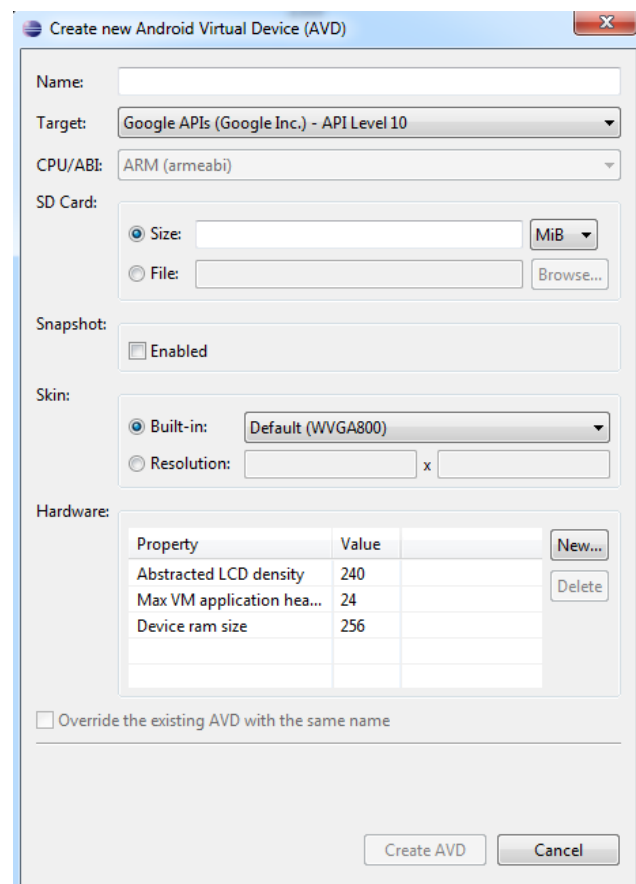 Create new Android Virtual Device (AVD)
Name:
Target: Google APIs (Google Inc.) - API Level 10
CPU/ABI: ARM (armeabi)
SD Card:
Size: MiB
File: Browse...
Snapshot:
Enabled
Skin:
Built-in: Default (WVGA800)
Resolution: x
Hardware:
Property Value New...
Abstracted LCD density 240 Delete
Max VM application hea... 24
Device ram size 256
Override the existing AVD with the same name
Create AVD Cancel